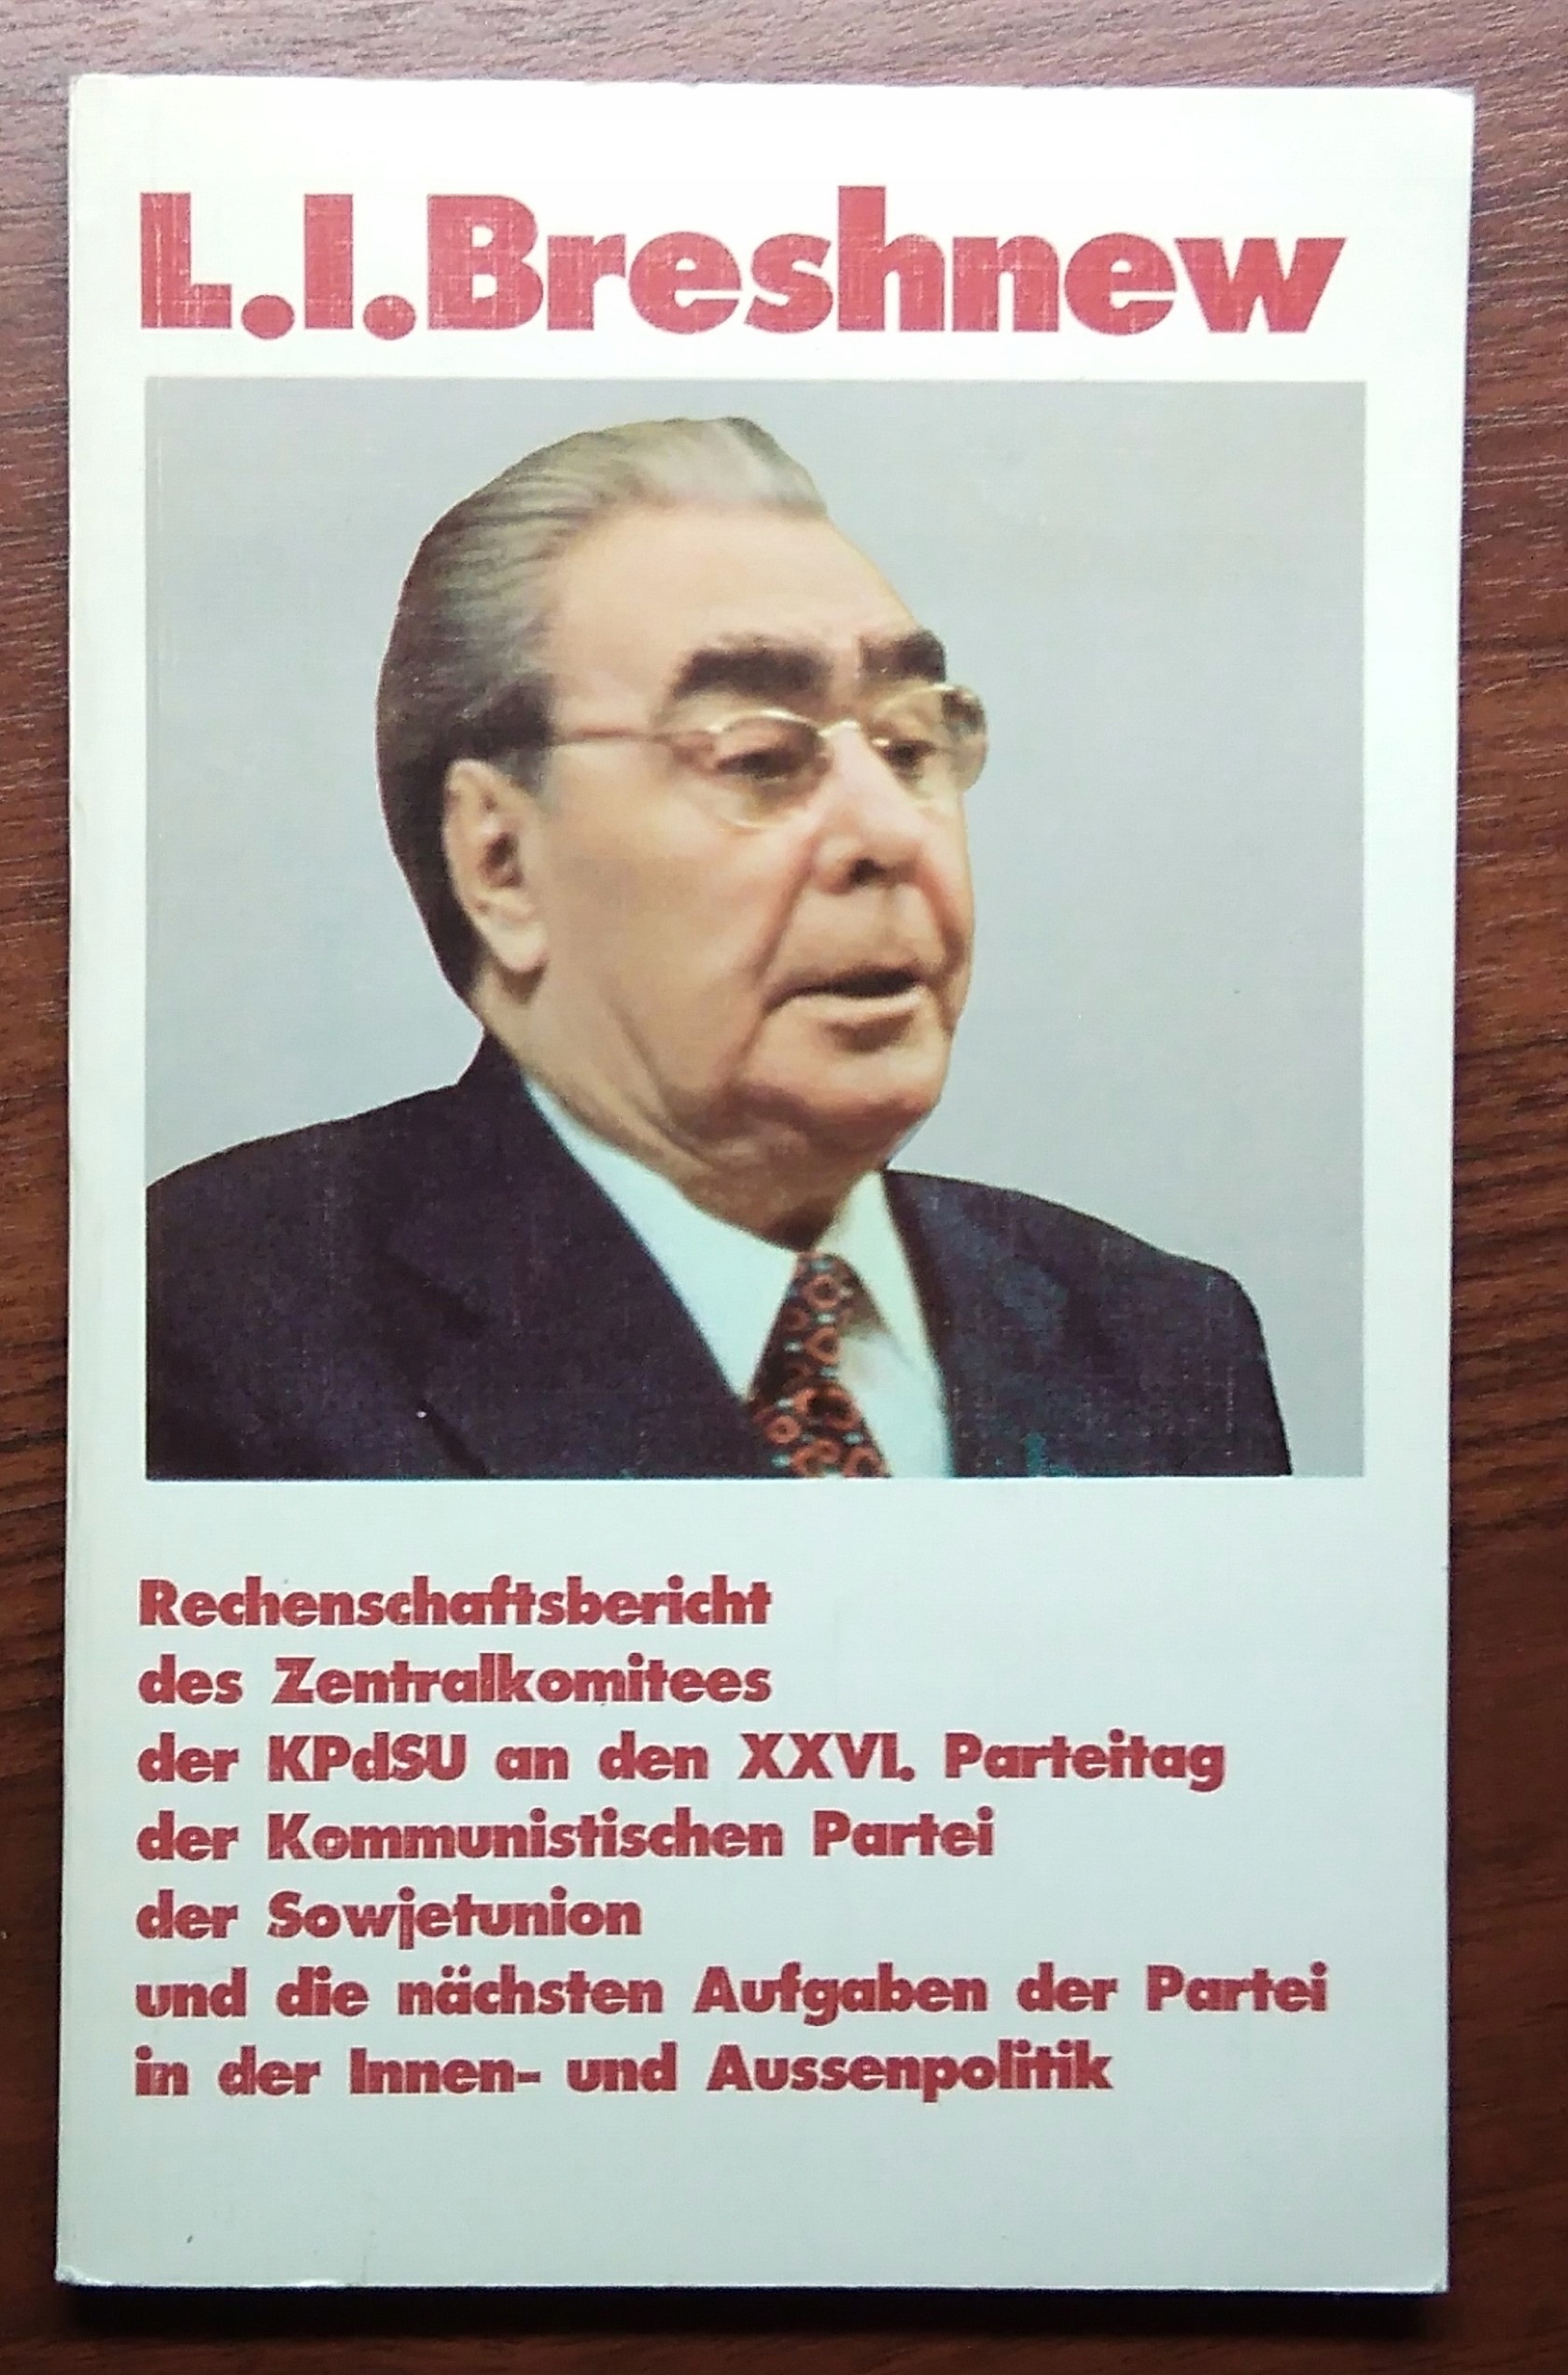 L.I.Breshnew
Rechenschaftsbericht
des Zentralkomitees
der KPdSU an den XXVI. Parteitag
der Kommunistischen Partei
der Sowjetunion
und die nächsten Aufgaben der Partei
in der Innen- und Aussenpolitik